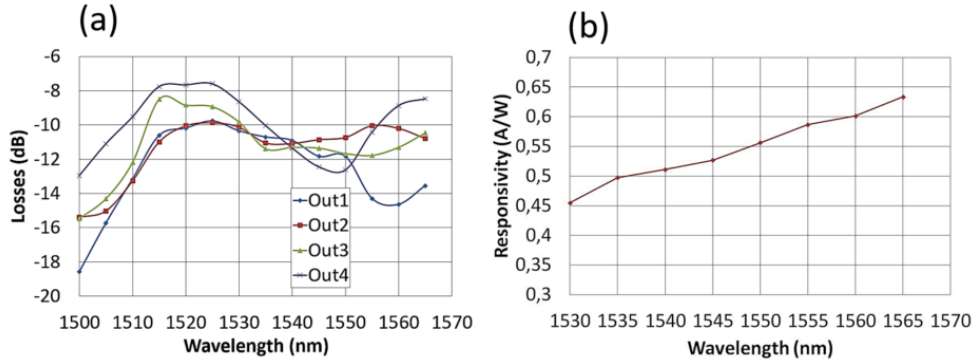 (a)
-6
-8
-10
-12
-14
-16
-18
-20
Losses (dB)
Out1
Out2
Out3
Out4
1500 1510 1520 1530 1540 1550 1560 1570
Wavelength (nm)
(b)
0,7
0,65
0,6
0,55
0,5
0,45
0,4
0,35
0,3
Responsivity (A/W)
1530 1535 1540 1545 1550 1555 1560 1565 1570
Wavelength (nm)